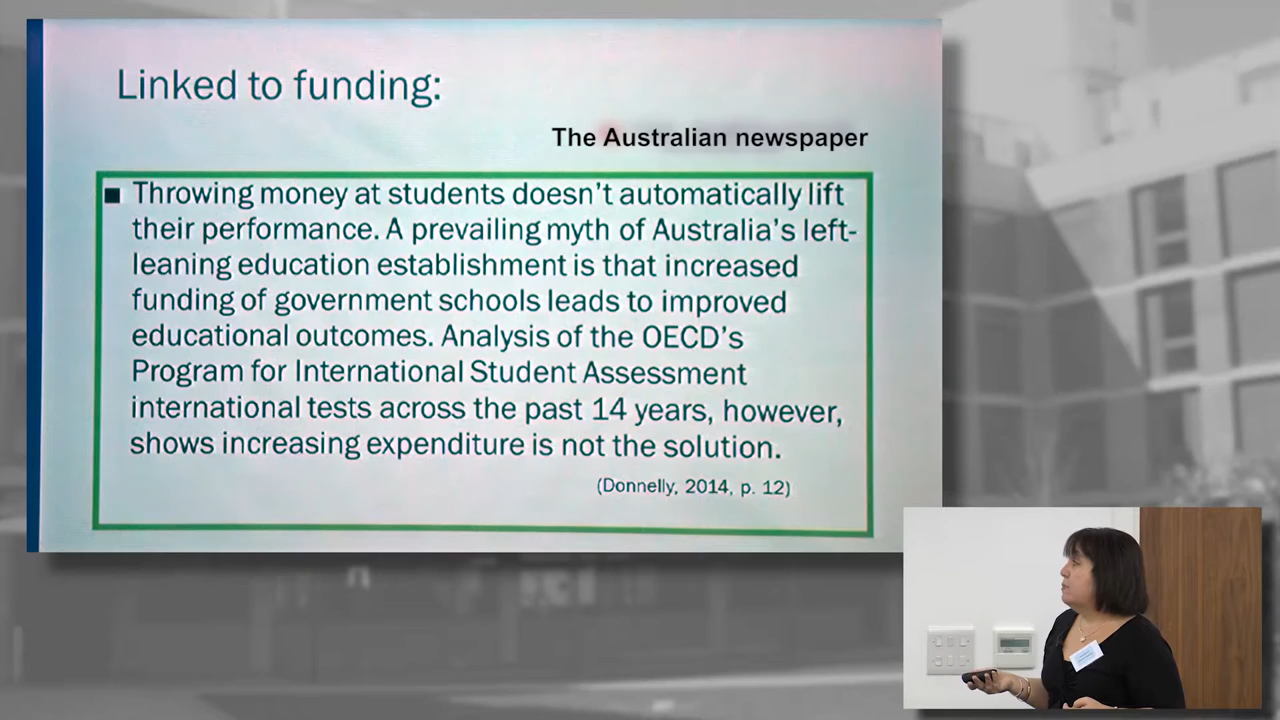 Linked to funding:
The Australian newspaper
■ Throwing money at students doesn't automatically lift
their performance. A prevailing myth of Australia's left-
leaning education establishment is that increased
funding of government schools leads to improved
educational outcomes. Analysis of the OECD's
Program for International Student Assessment
international tests across the past 14 years, however,
shows increasing expenditure is not the solution.
(Donnelly, 2014, p. 12)